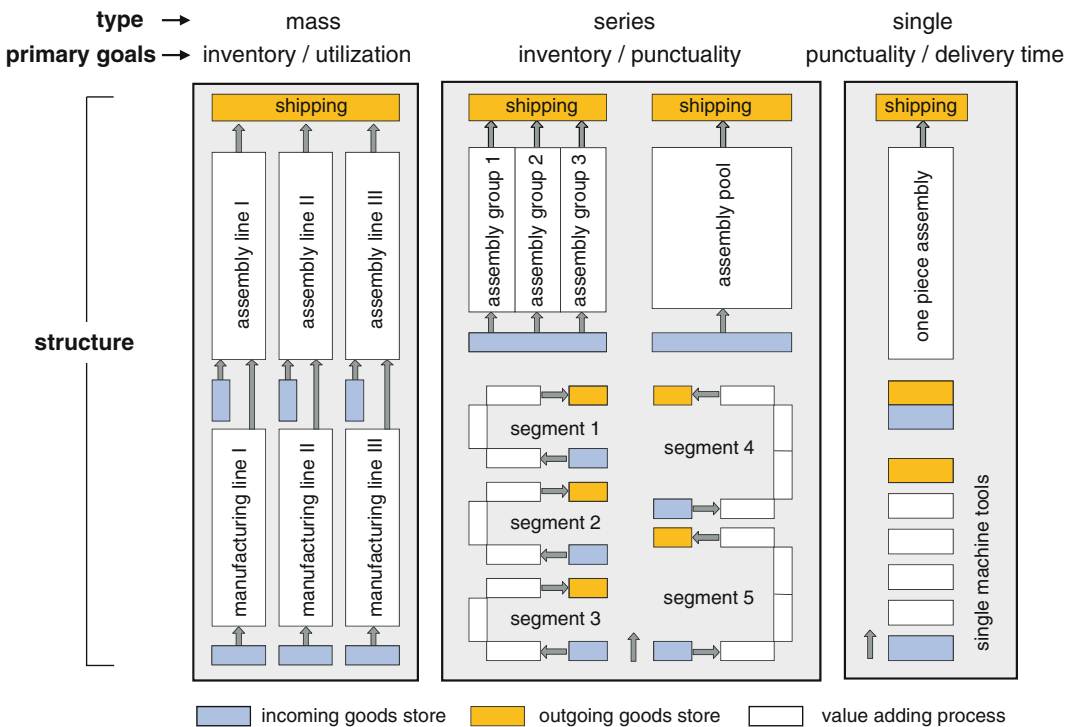 type mass series single
primary goals inventory / utilization inventory / punctuality punctuality / delivery time
structure
shipping
assembly line I
assembly line II
assembly line III
manufacturing line I
manufacturing line II
manufacturing line III
shipping
assembly group 1
assembly group 2
assembly group 3
shipping
assembly pool
segment 1
segment 2
segment 3
segment 4
segment 5
shipping
one piece assembly
single machine tools
incoming goods store outgoing goods store value adding process